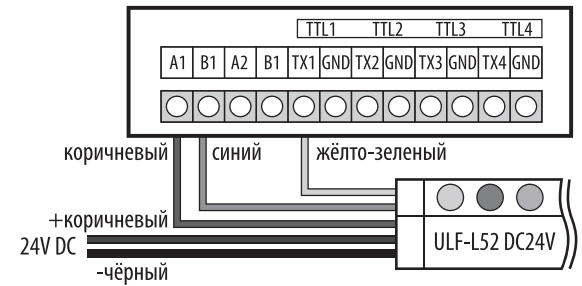 TTL1 TTL2 TTL3 TTL4
A1 B1 A2 B1 TX1 GND TX2 GND TX3 GND TX4 GND
коричневый синий жёлто-зеленый
+коричневый
24V DC
ULF-L52 DC24V
-чёрный